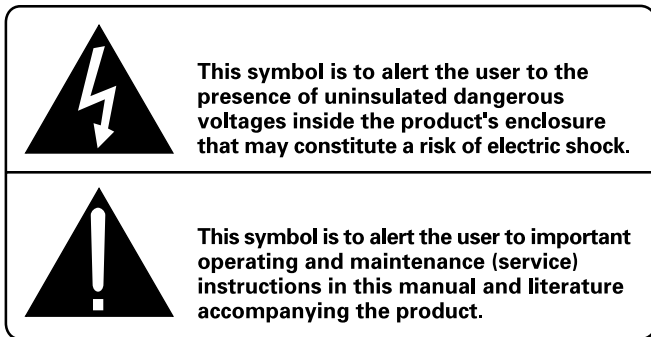 This symbol is to alert the user to the
presence of uninsulated dangerous
voltages inside the product's enclosure
that may constitute a risk of electric shock.
This symbol is to alert the user to important
operating and maintenance (service)
instructions in this manual and literature
accompanying the product.